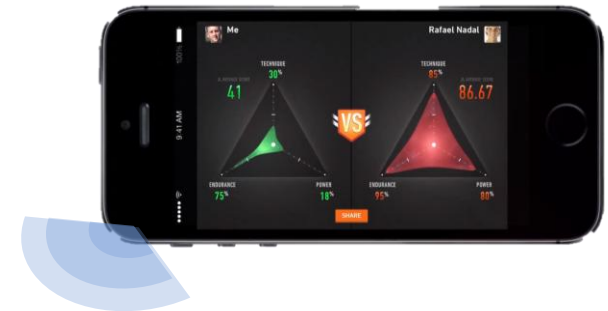 100%
9:41 AM
Me
Rafael Nadal
TECHNIQUE
30%
41
ENDURANCE
75%
POWER
18%
VS
TECHNIQUE
85%
86.67
ENDURANCE
95%
POWER
80%
SHARE